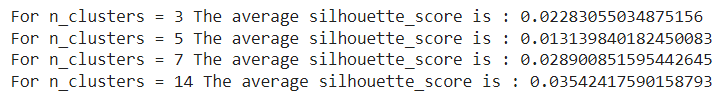 For n_clusters = 3 The average silhouette_score is : 0.02283055034875156
For n_clusters = 5 The average silhouette_score is : 0.013139840182450083
For n_clusters = 7 The average silhouette_score is : 0.028900851595442645
For n_clusters = 14 The average silhouette_score is : 0.03542417590158793